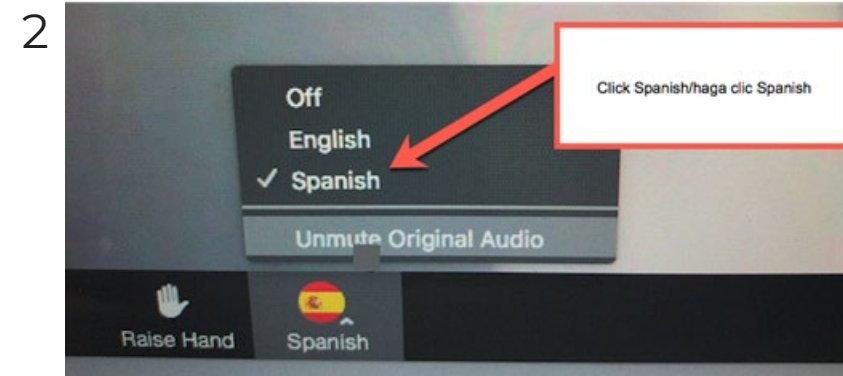 2
Click Spanish/haga clic Spanish
Off
English
✓ Spanish
Unmute Original Audio
Raise Hand
Spanish